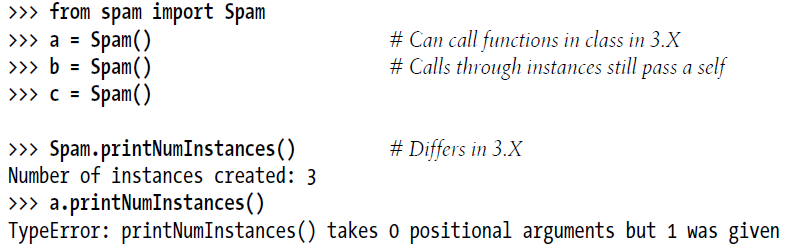 >>> from spam import Spam
>>> a = Spam() # Can call functions in class in 3.X
>>> b = Spam() # Calls through instances still pass a self
>>> c = Spam()
>>> Spam.printNumInstances() # Differs in 3.X
Number of instances created: 3
>>> a.printNumInstances()
TypeError: printNumInstances() takes 0 positional arguments but 1 was given